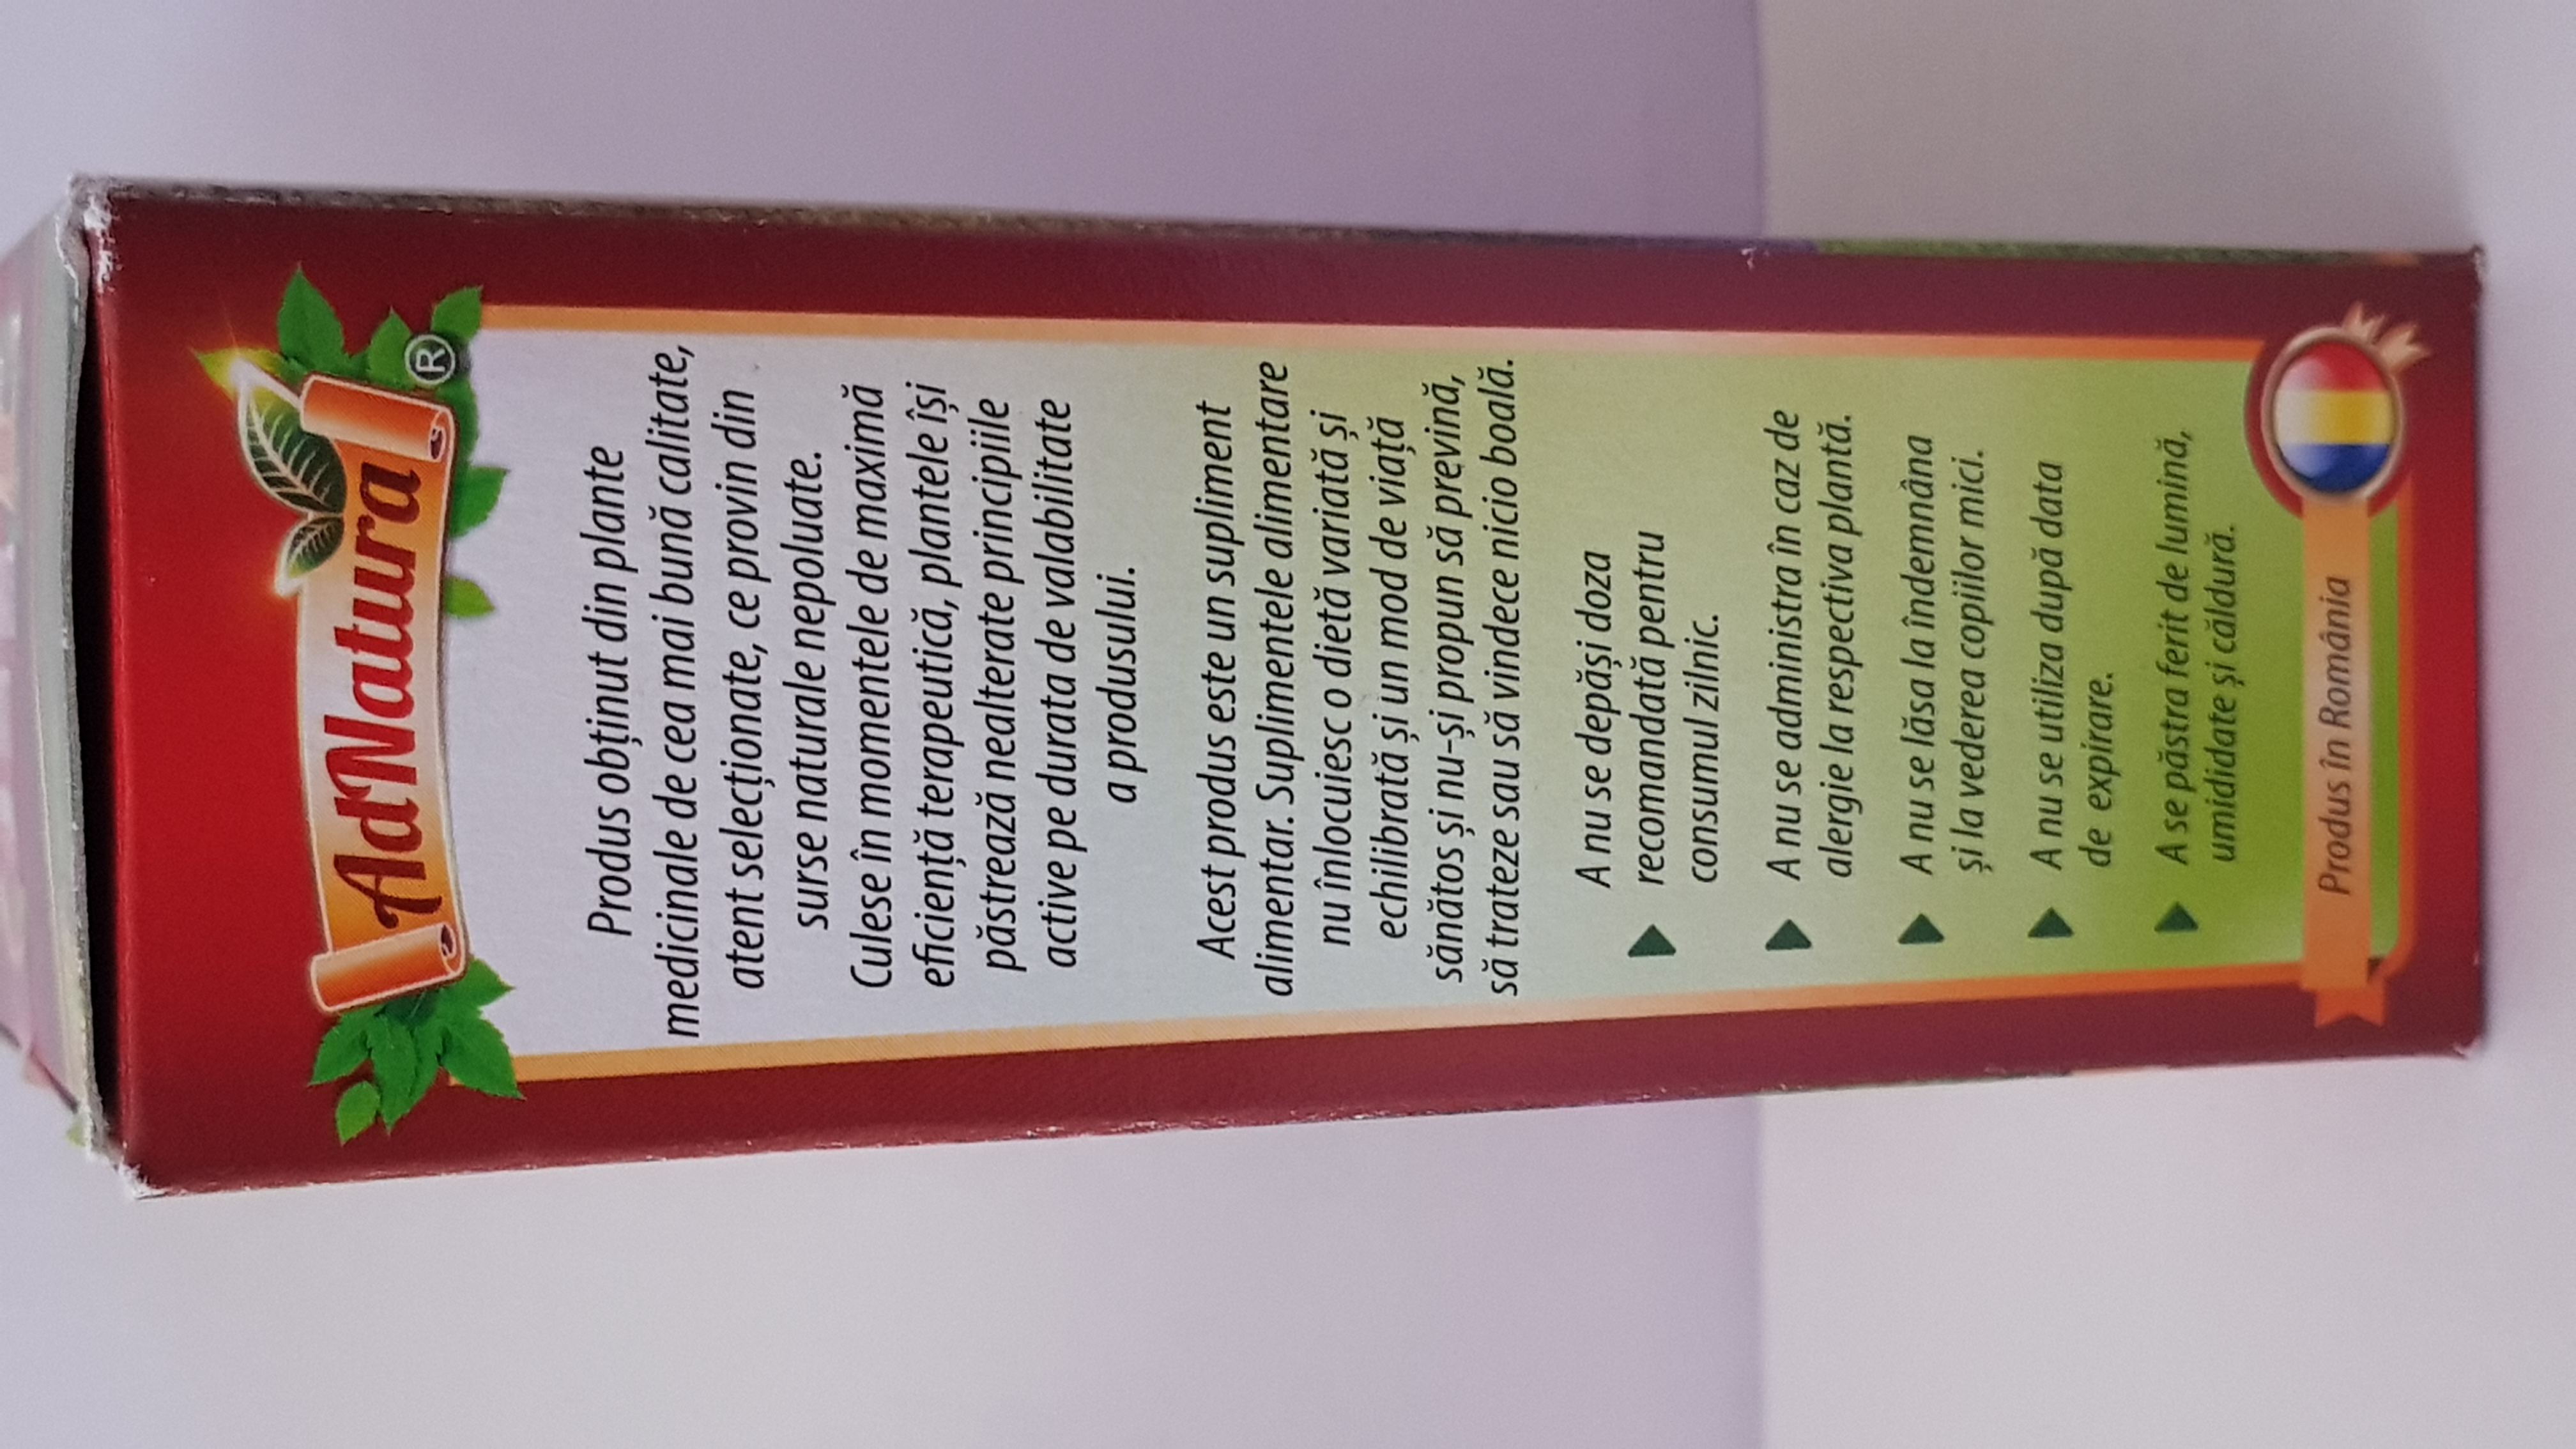 AdNatura®
Produs obținut din plante
medicinale de cea mai bună calitate,
atent selecționate, ce provin din
surse naturale nepoluate.
Culese în momentele de maximă
eficiență terapeutică, plantele își
păstrează nealterate principiile
active pe durata de valabilitate
a produsului.
Acest produs este un supliment
alimentar. Suplimentele alimentare
nu înlocuiesc o dietă variată și
echilibrată și un mod de viață
sănătos și nu-și propun să prevină,
să trateze sau să vindece nicio boală.
A nu se depăși doza
recomandată pentru
consumul zilnic.
A nu se administra în caz de
alergie la respectiva plantă.
A nu se lăsa la îndemnâna
și la vederea copiilor mici.
A nu se utiliza după data
de expirare.
A se păstra ferit de lumină,
umididate și căldură.
Produs în România